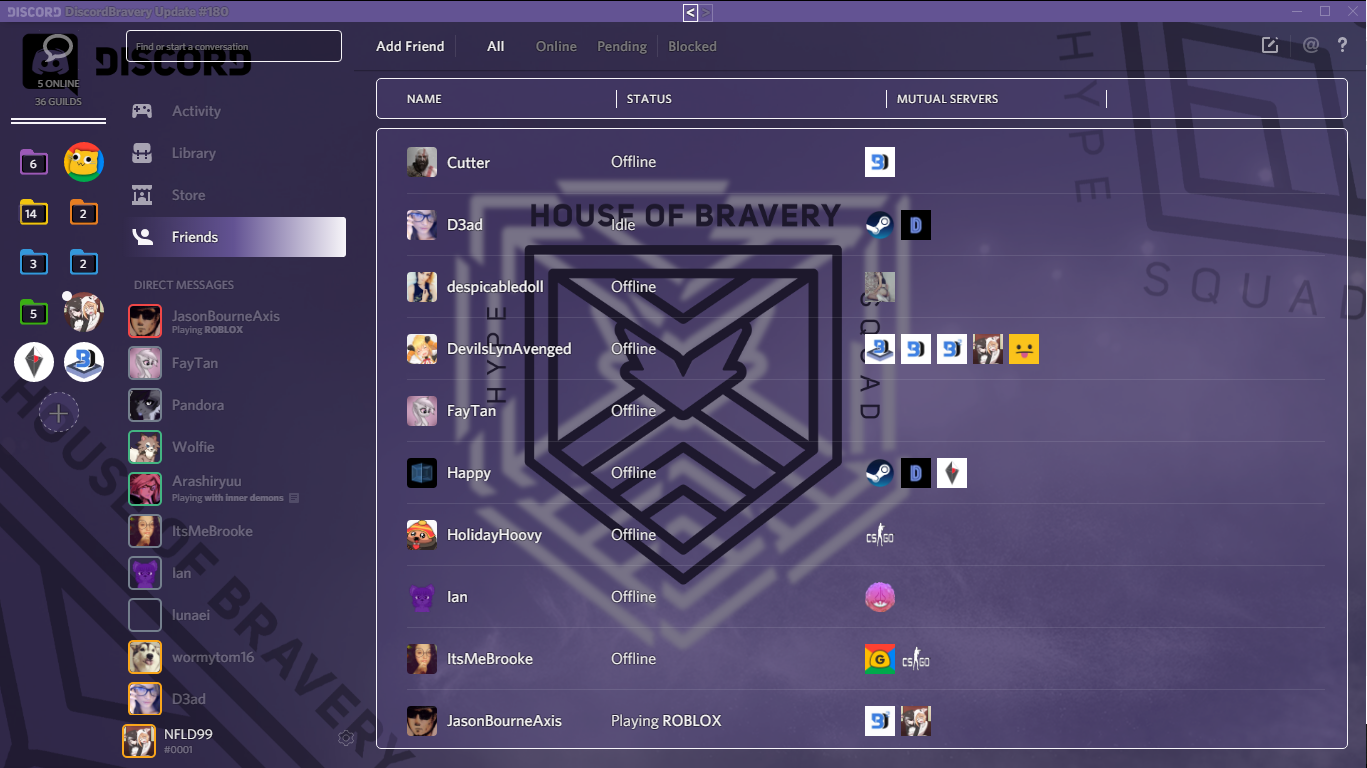 DISCORD DiscordBravery Update #180
< >
DISCORD
Find or start a conversation
5 ONLINE
36 GUILDS
6
14
2
3
2
5
Activity
Library
Store
Friends
DIRECT MESSAGES
JasonBourneAxis
Playing ROBLOX
FayTan
Pandora
Wolfie
Arashiryuu
Playing with inner demons
ItsMeBrooke
Ian
lunaei
wormytom16
D3ad
NFLD99
#0001
Add Friend
All
Online
Pending
Blocked
@
?
NAME
STATUS
MUTUAL SERVERS
Cutter Offline
D3ad Idle D
despicabledoll Offline
DevilsLynAvenged Offline
FayTan Offline
Happy Offline D
HolidayHoovy Offline CS GO
Ian Offline
ItsMeBrooke Offline G CS GO
JasonBourneAxis Playing ROBLOX
HOUSE OF BRAVERY
HYPE
SQUAD
HYPE
SQUAD
HOUSE OF BRAVERY